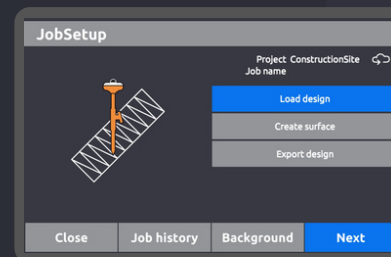 JobSetup
Project ConstructionSite
Job name
Load design
Create surface
Export design
Close Job history Background Next